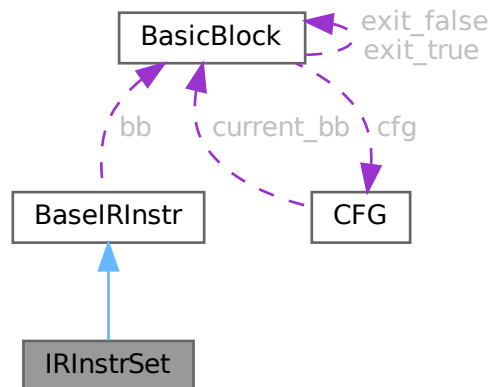 exit_false
exit_true
BasicBlock
bb
current_bb
cfg
BaseIRInstr
CFG
IRInstrSet